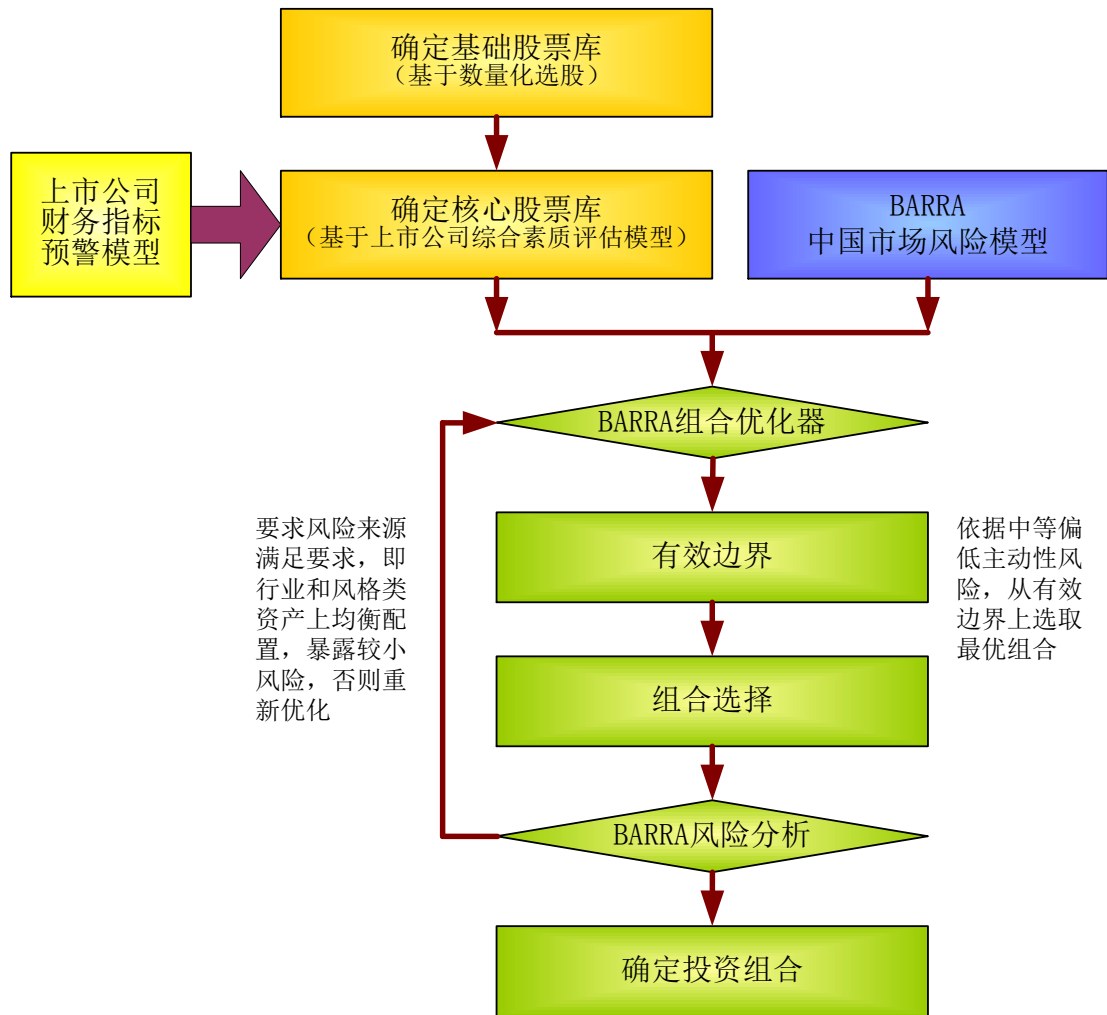 确定基础股票库
（基于数量化选股）
上市公司
财务指标
预警模型
确定核心股票库
（基于上市公司综合素质评估模型）
BARRA
中国市场风险模型
BARRA组合优化器
要求风险来源
满足要求，即
行业和风格类
资产上均衡配
置，暴露较小
风险，否则重
新优化
有效边界
依据中等偏
低主动性风
险，从有效
边界上选取
最优组合
组合选择
BARRA风险分析
确定投资组合